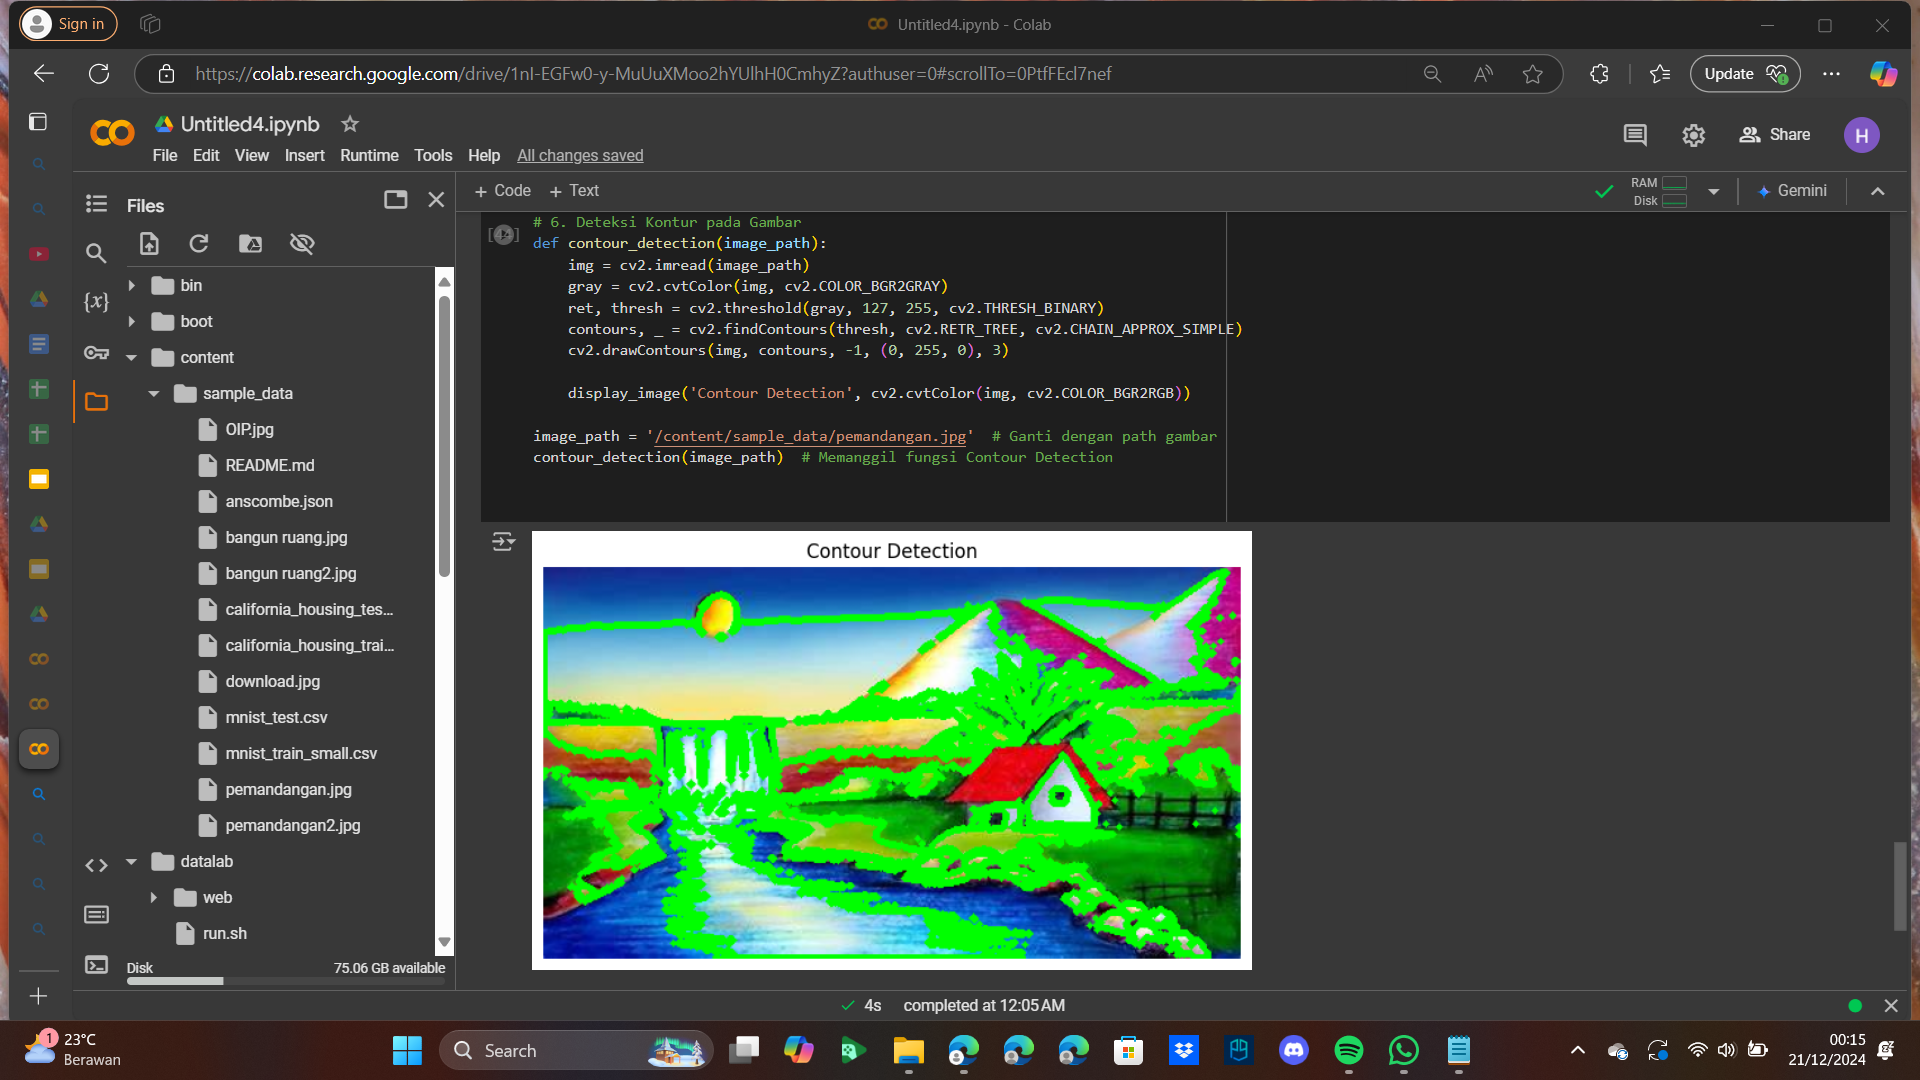 Sign in
Untitled4.ipynb - Colab
https://colab.research.google.com/drive/1nI-EGFw0-y-MuUuXMoo2hYUlhH0CmhyZ?authuser=0#scrollTo=0PtfFEcl7nef
Update
Untitled4.ipynb
File Edit View Insert Runtime Tools Help All changes saved
Share
H
Files
+ Code + Text
RAM
Disk
Gemini
bin
boot
content
sample_data
OIP.jpg
README.md
anscombe.json
bangun ruang.jpg
bangun ruang2.jpg
california_housing_tes...
california_housing_trai...
download.jpg
mnist_test.csv
mnist_train_small.csv
pemandangan.jpg
pemandangan2.jpg
datalab
web
run.sh
Disk 75.06 GB available
# 6. Deteksi Kontur pada Gambar
def contour_detection(image_path):
img = cv2.imread(image_path)
gray = cv2.cvtColor(img, cv2.COLOR_BGR2GRAY)
ret, thresh = cv2.threshold(gray, 127, 255, cv2.THRESH_BINARY)
contours, _ = cv2.findContours(thresh, cv2.RETR_TREE, cv2.CHAIN_APPROX_SIMPLE)
cv2.drawContours(img, contours, -1, (0, 255, 0), 3)
display_image('Contour Detection', cv2.cvtColor(img, cv2.COLOR_BGR2RGB))
image_path = '/content/sample_data/pemandangan.jpg' # Ganti dengan path gambar
contour_detection(image_path) # Memanggil fungsi Contour Detection
Contour Detection
4s completed at 12:05 AM
1
23°C
Berawan
Search
00:15
21/12/2024